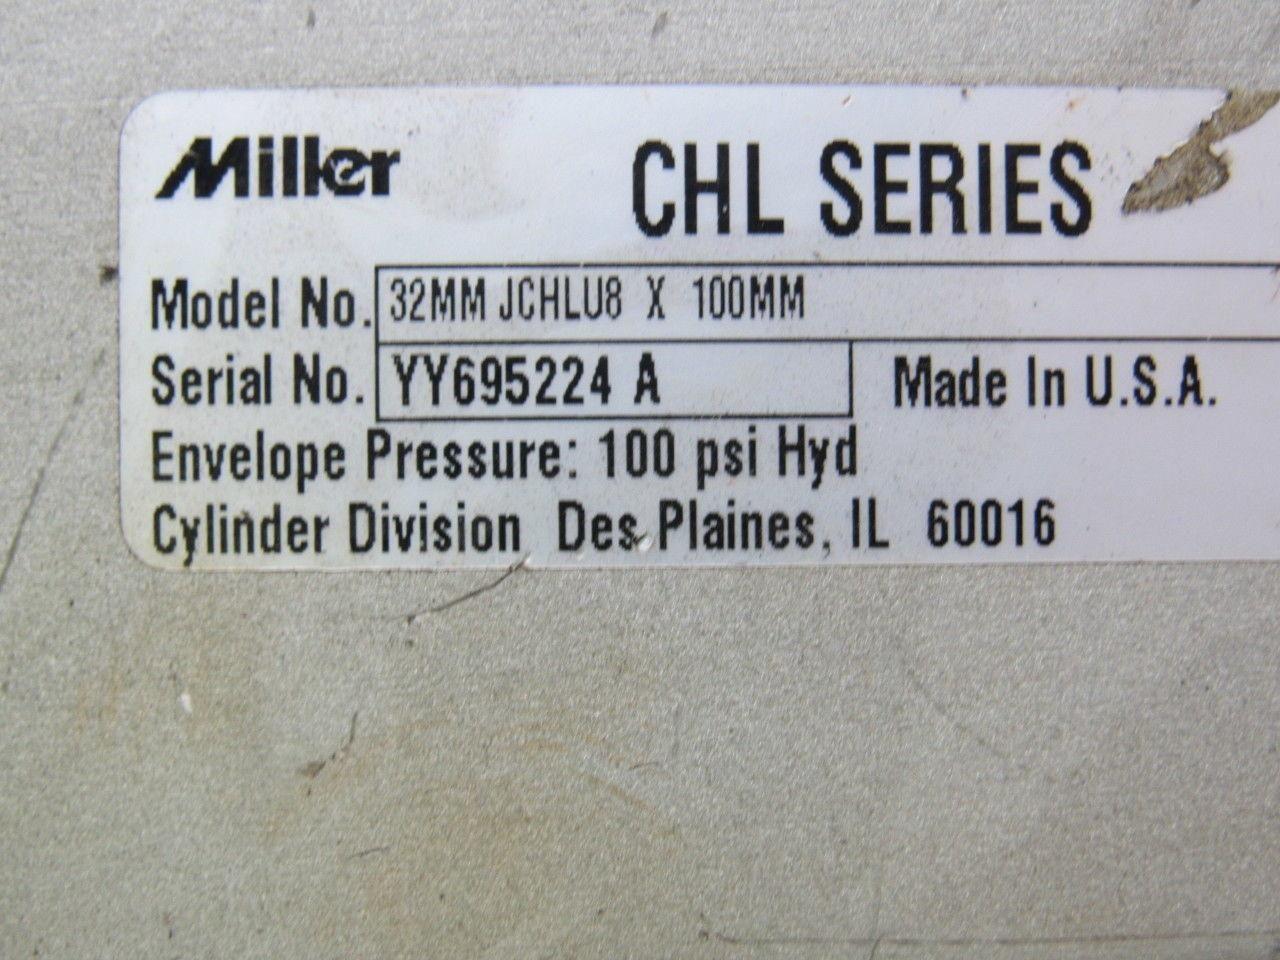 Miller CHL SERIES
Model No. 32MM JCHLU8 X 100MM
Serial No. YY695224 A Made In U.S.A.
Envelope Pressure: 100 psi Hyd
Cylinder Division Des Plaines, IL 60016